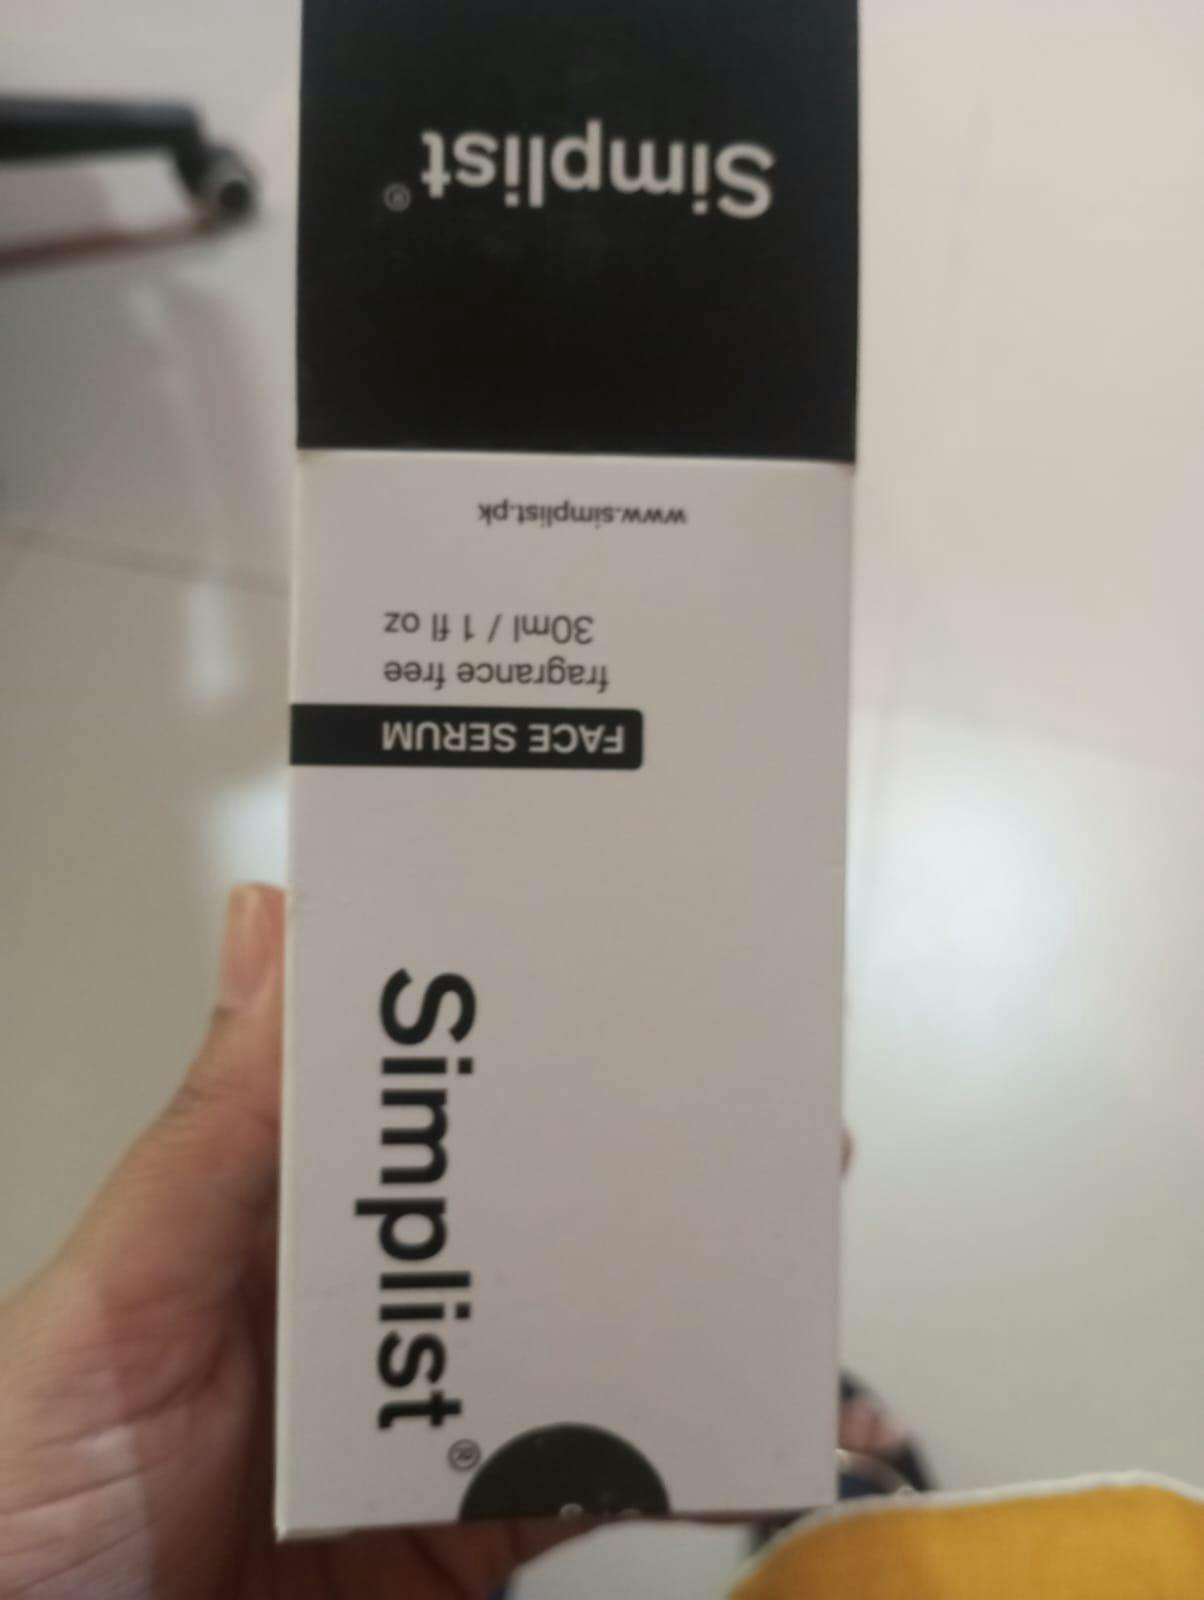 Simplist®
FACE SERUM
fragrance free
30ml / 1 fl oz
www.simplist.pk
Simplist®